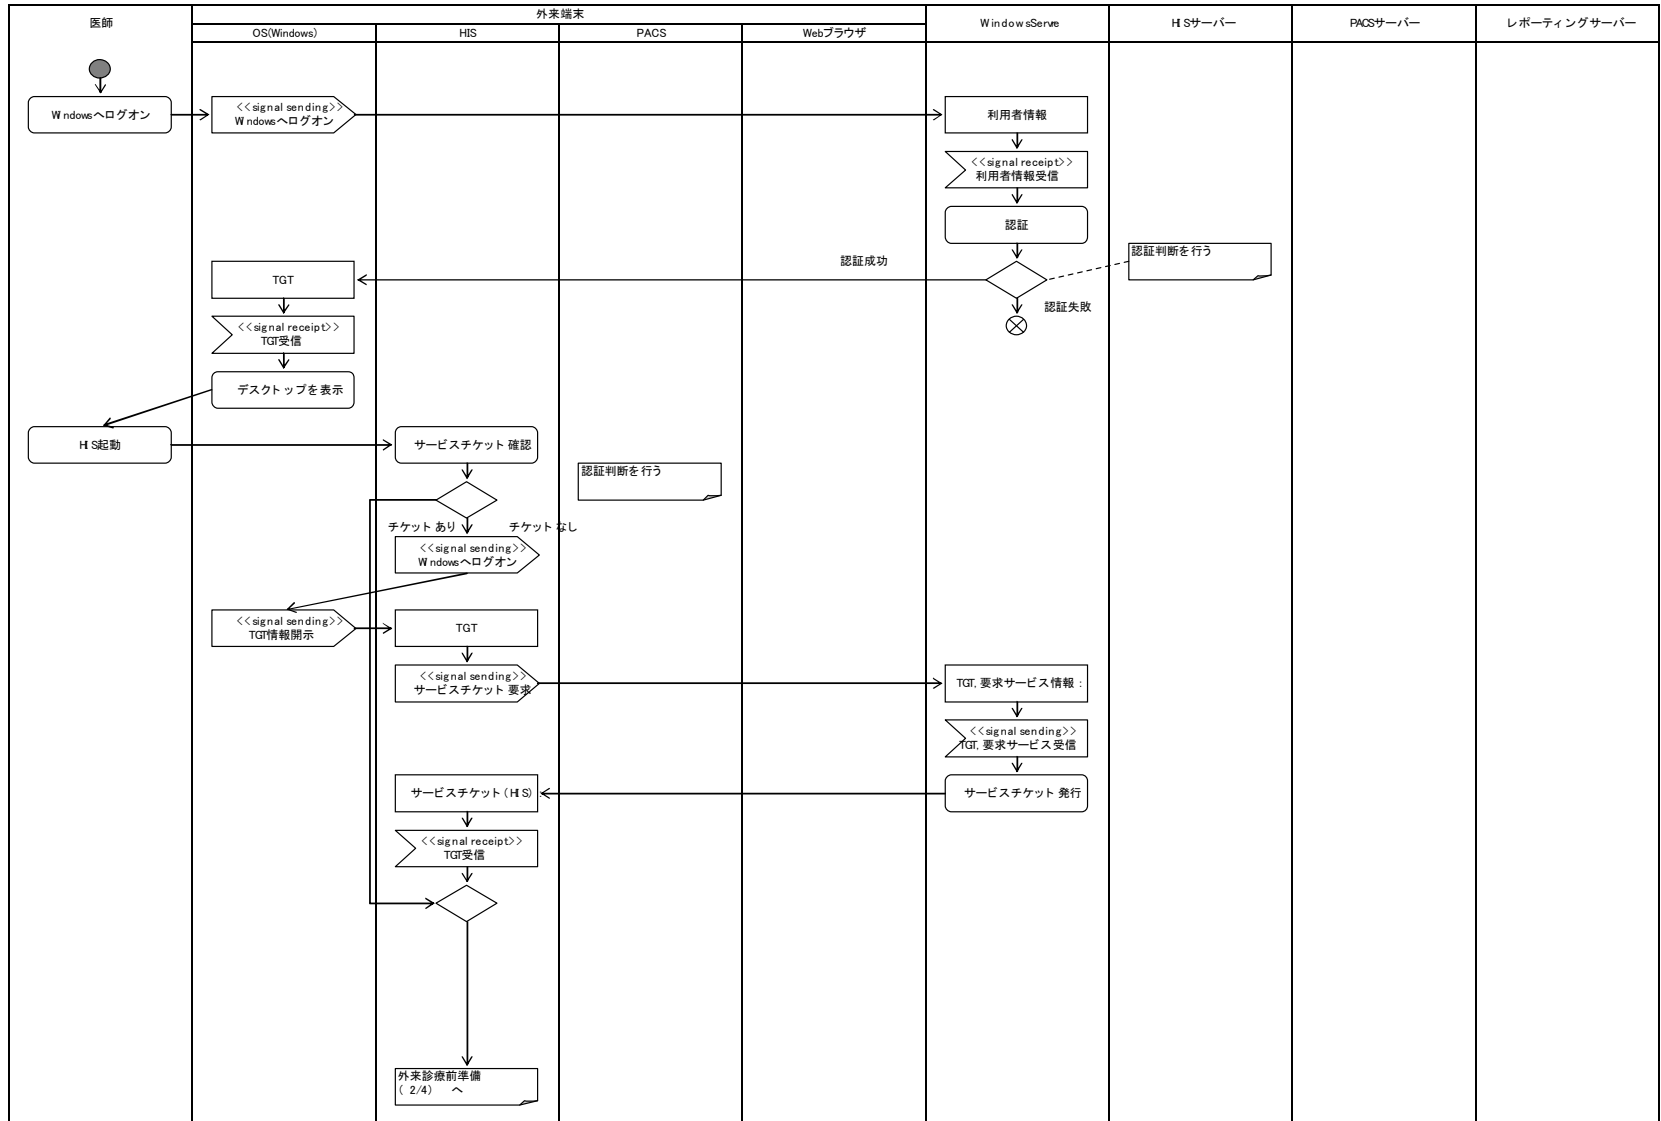 医師
外来端末
OS(Windows)
HIS
PACS
Webブラウザ
WindowsServre
HISサーバー
PACSサーバー
レポーティングサーバー
Windowsへログオン
<<signal sending>>
Windowsへログオン
利用者情報
<<signal receipt>>
利用者情報受信
認証
認証判断を行う
認証成功
認証失敗
TGT
<<signal receipt>>
TGT受信
デスクトップを表示
HIS起動
サービスチケット確認
認証判断を行う
チケットあり
チケットなし
<<signal sending>>
Windowsへログオン
<<signal sending>>
TGT情報開示
TGT
<<signal sending>>
サービスチケット要求
TGT,要求サービス情報:
<<signal sending>>
TGT,要求サービス受信
サービスチケット(HIS)
サービスチケット発行
<<signal receipt>>
TGT受信
外来診療前準備
( 2/4) へ